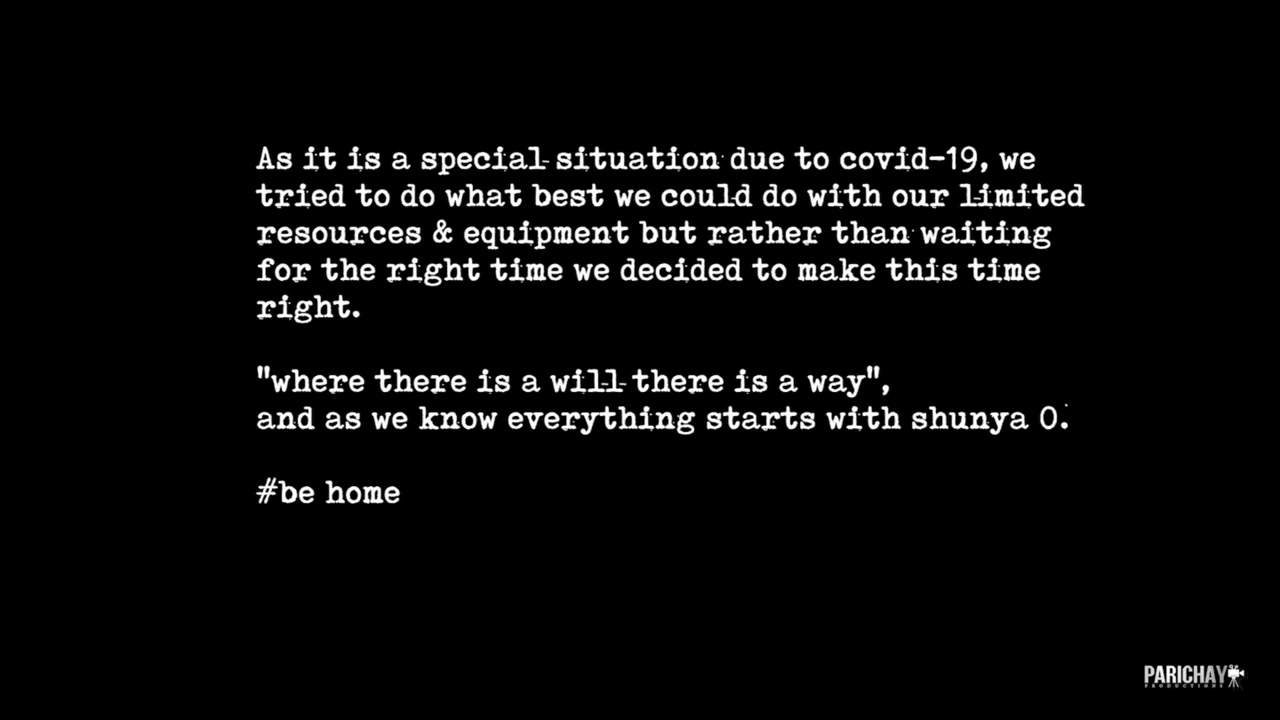 As it is a special situation due to covid-19, we
tried to do what best we could do with our limited
resources & equipment but rather than waiting
for the right time we decided to make this time
right.
"where there is a will there is a way",
and as we know everything starts with shunya 0.
#be home
PARICHAY
PRODUCTIONS